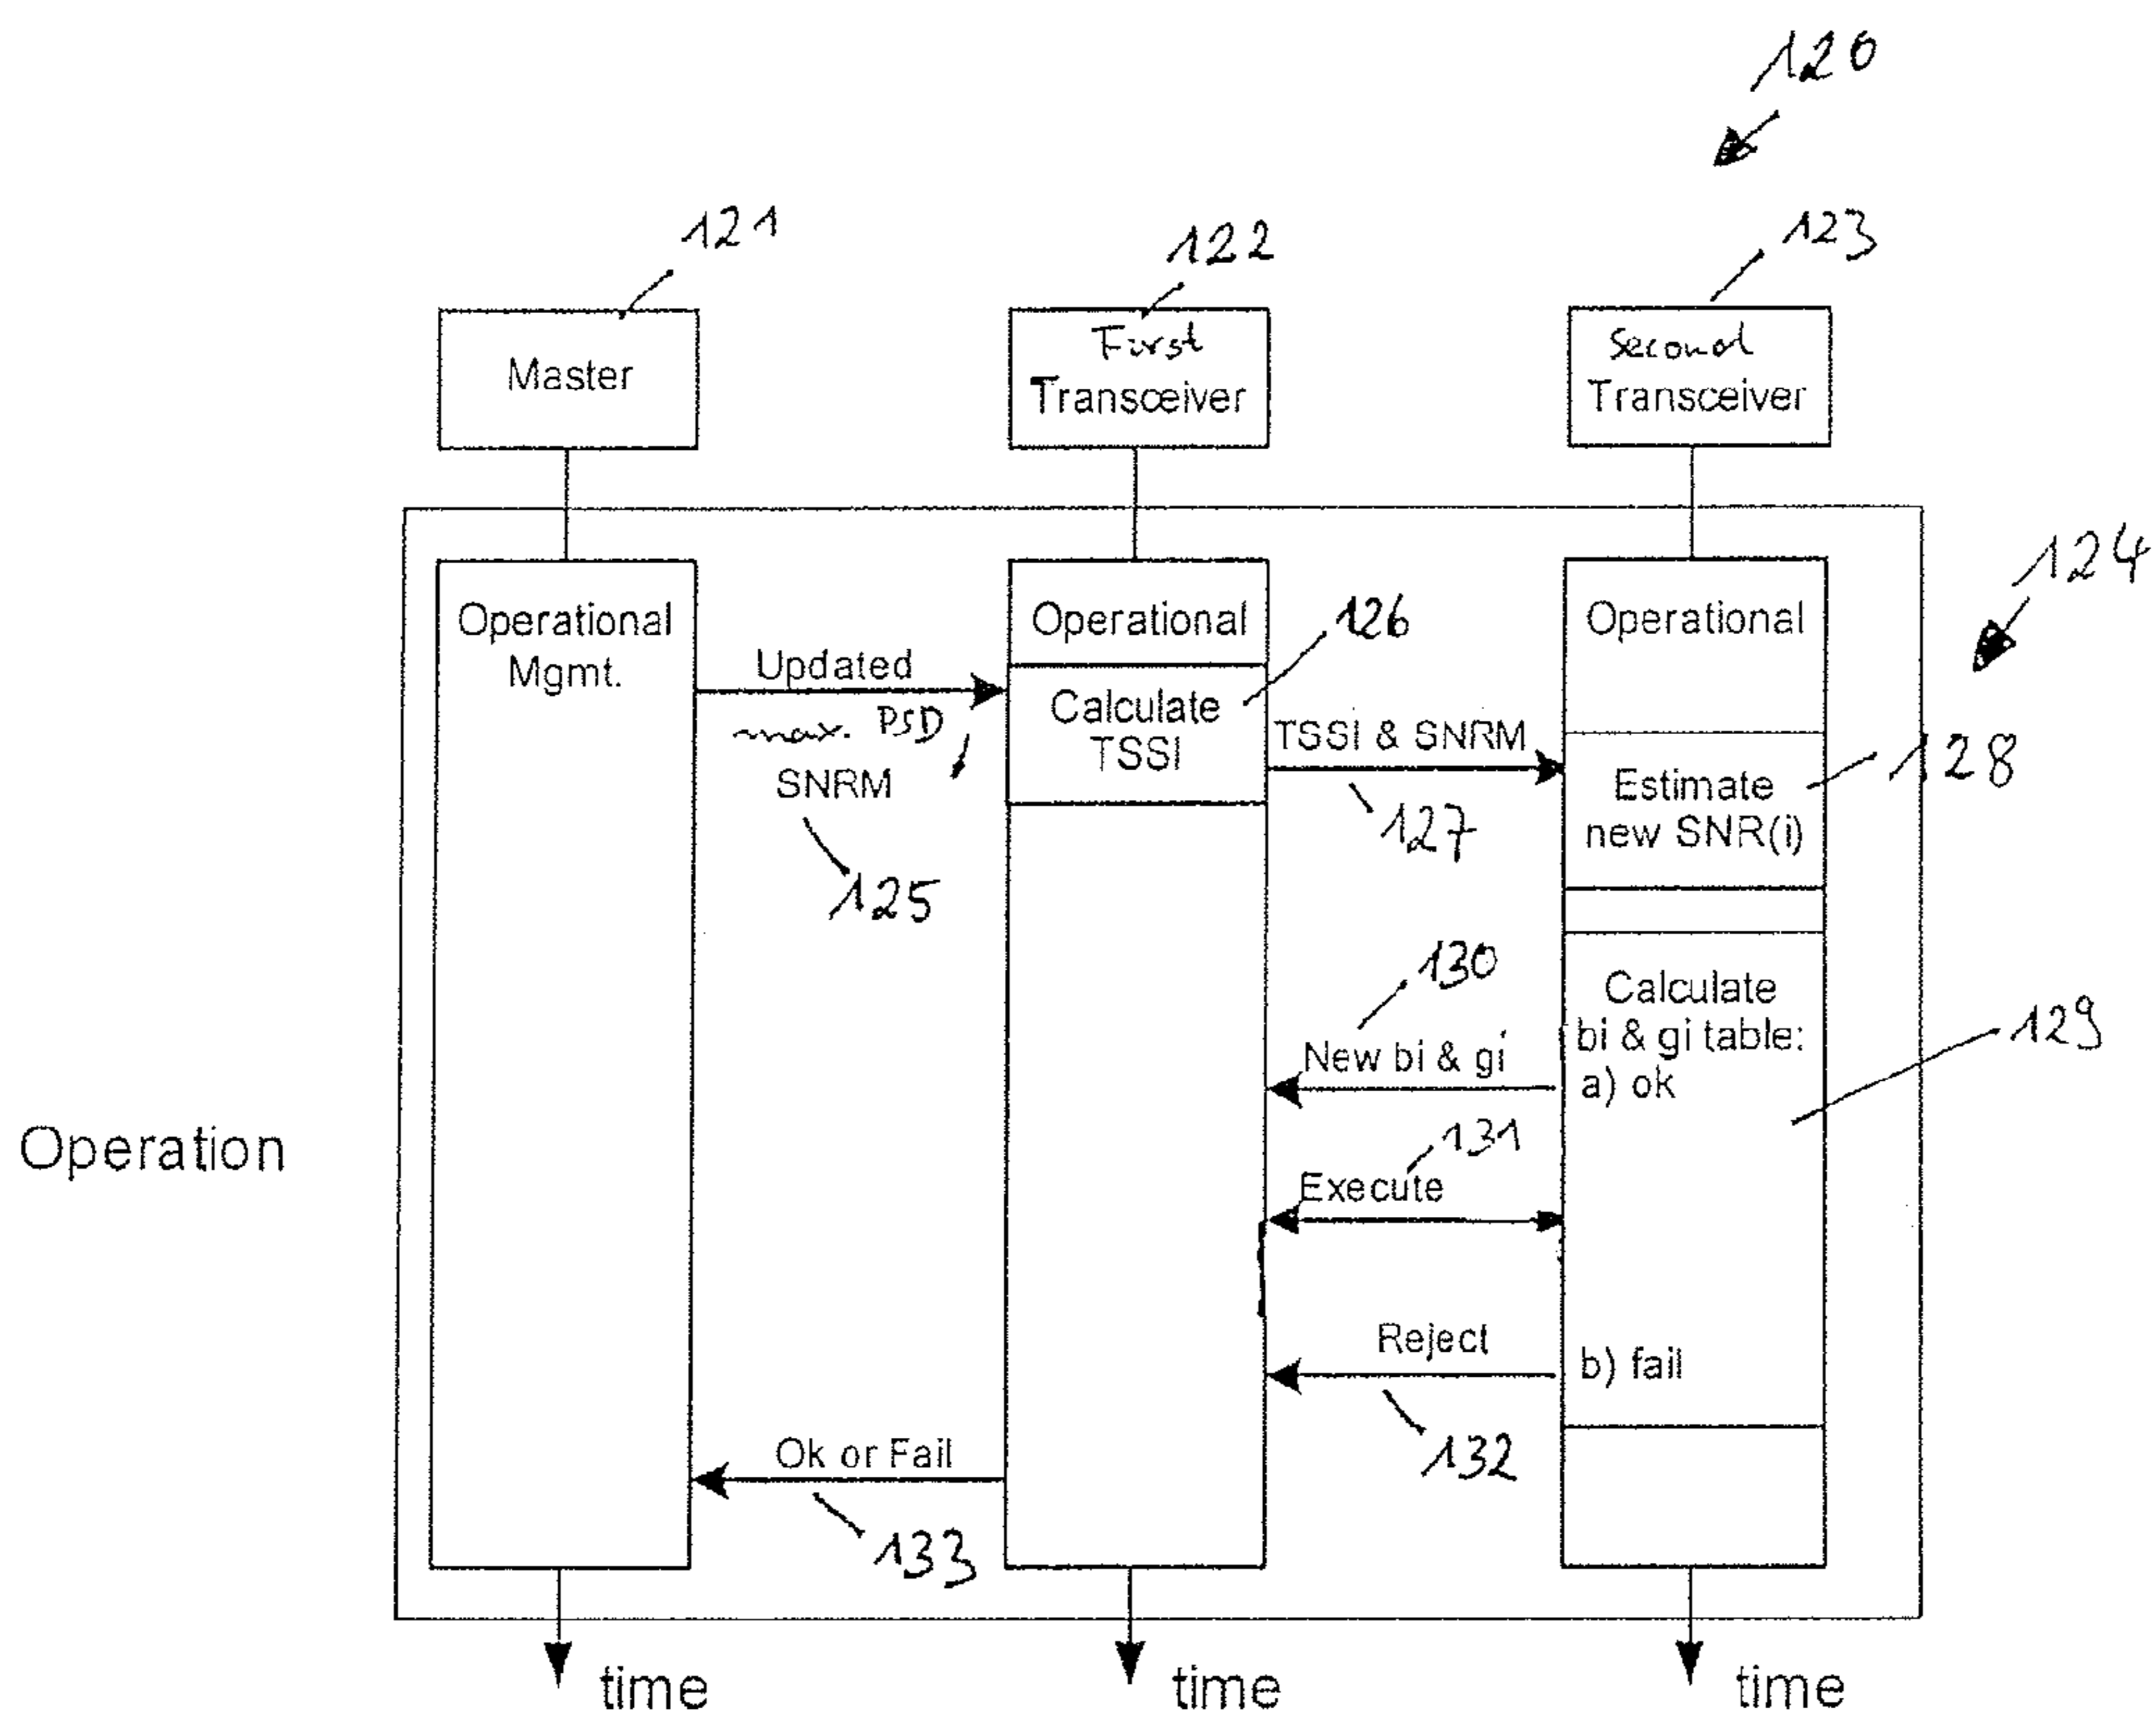 120
121
122
123
Master
First
Transceiver
Second
Transceiver
124
Operational
Mgmt.
Updated
max. PSD
SNRM
125
Operational
126
Calculate
TSSI
TSSI & SNRM
127
Operational
128
Estimate
new SNR(i)
130
New bi & gi
Calculate
bi & gi table:
a) ok
129
Operation
131
Execute
Reject
b) fail
132
Ok or Fail
133
time
time
time